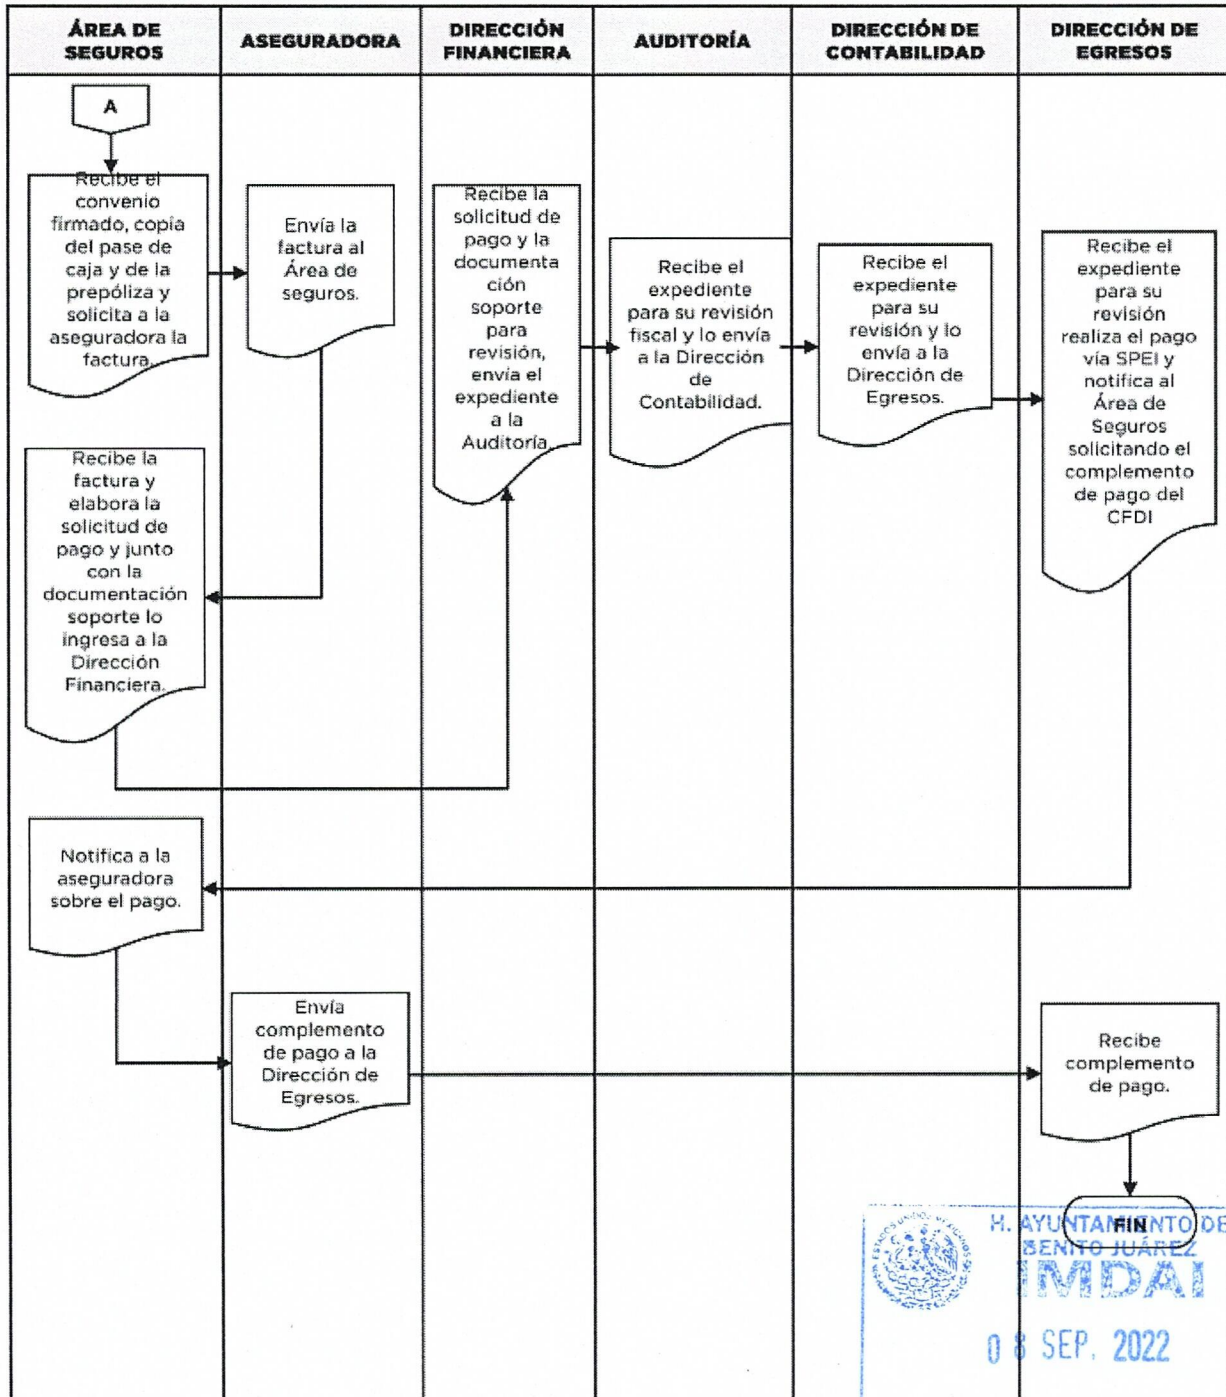 ÁREA DE
SEGUROS
ASEGURADORA
DIRECCIÓN
FINANCIERA
AUDITORÍA
DIRECCIÓN DE
CONTABILIDAD
DIRECCIÓN DE
EGRESOS
A
Recibe el
convenio
firmado, copia
del pase de
caja y de la
prepóliza y
solicita a la
aseguradora la
factura.
Envía la
factura al
Área de
seguros.
Recibe la
factura y
elabora la
solicitud de
pago y junto
con la
documentación
soporte lo
ingresa a la
Dirección
Financiera.
Recibe la
solicitud de
pago y la
documenta
ción
soporte
para
revisión,
envía el
expediente
a la
Auditoría.
Recibe el
expediente
para su revisión
fiscal y lo envía
a la Dirección
de
Contabilidad.
Recibe el
expediente
para su
revisión y lo
envía a la
Dirección de
Egresos.
Recibe el
expediente
para su
revisión
realiza el pago
vía SPEI y
notifica al
Área de
Seguros
solicitando el
complemento
de pago del
CFDI
Notifica a la
aseguradora
sobre el pago.
Envía
complemento
de pago a la
Dirección de
Egresos.
Recibe
complemento
de pago.
FIN
H. AYUNTAMIENTO DE
BENITO JUÁREZ
IMDAI
08 SEP. 2022
ESTADOS UNIDOS MEXICANOS